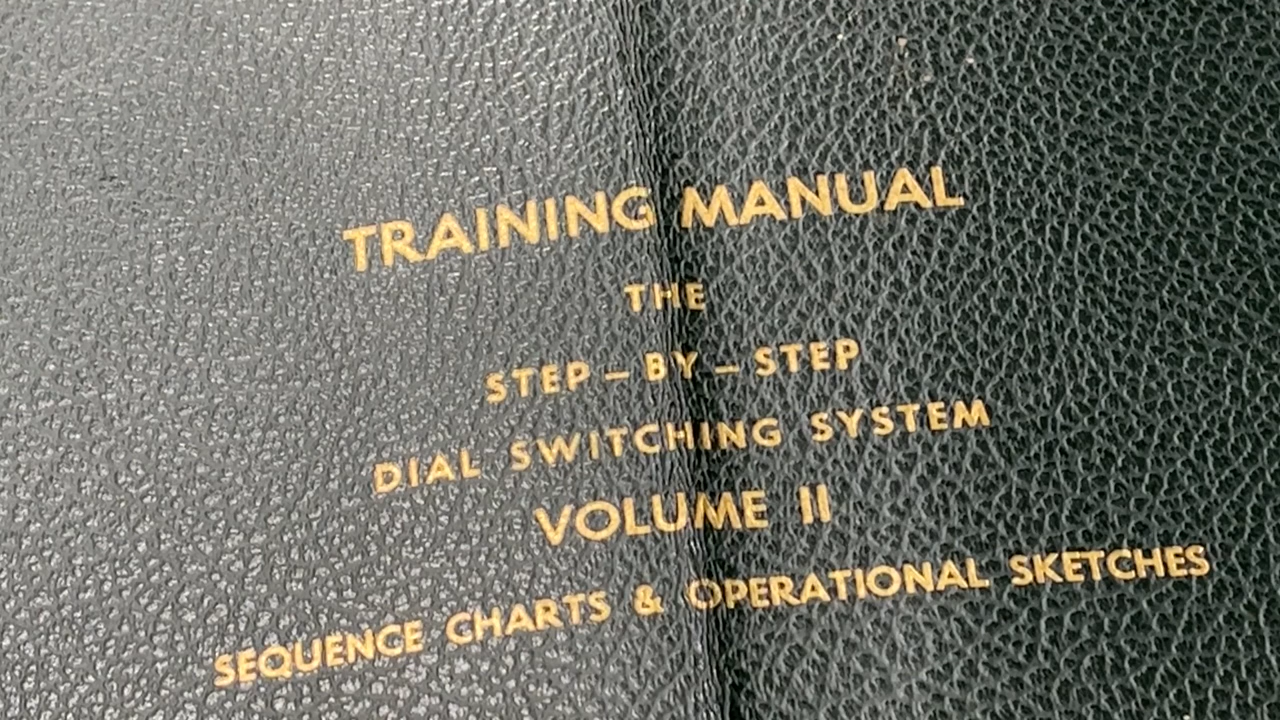 TRAINING MANUAL
THE
STEP – BY – STEP
DIAL SWITCHING SYSTEM
VOLUME II
SEQUENCE CHARTS & OPERATIONAL SKETCHES